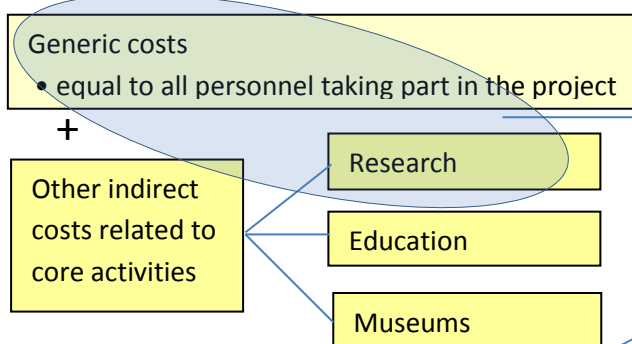 Generic costs
• equal to all personnel taking part in the project
+
Other indirect
costs related to
core activities
Research
Education
Museums